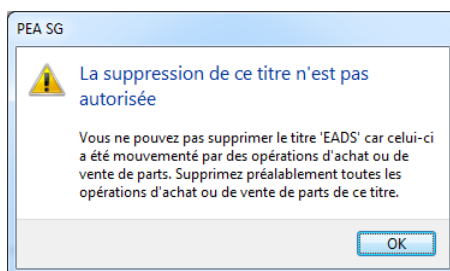 PEA SG
La suppression de ce titre n'est pas
autorisée
Vous ne pouvez pas supprimer le titre 'EADS' car celui-ci
a été mouvementé par des opérations d'achat ou de
vente de parts. Supprimez préalablement toutes les
opérations d'achat ou de vente de parts de ce titre.
OK